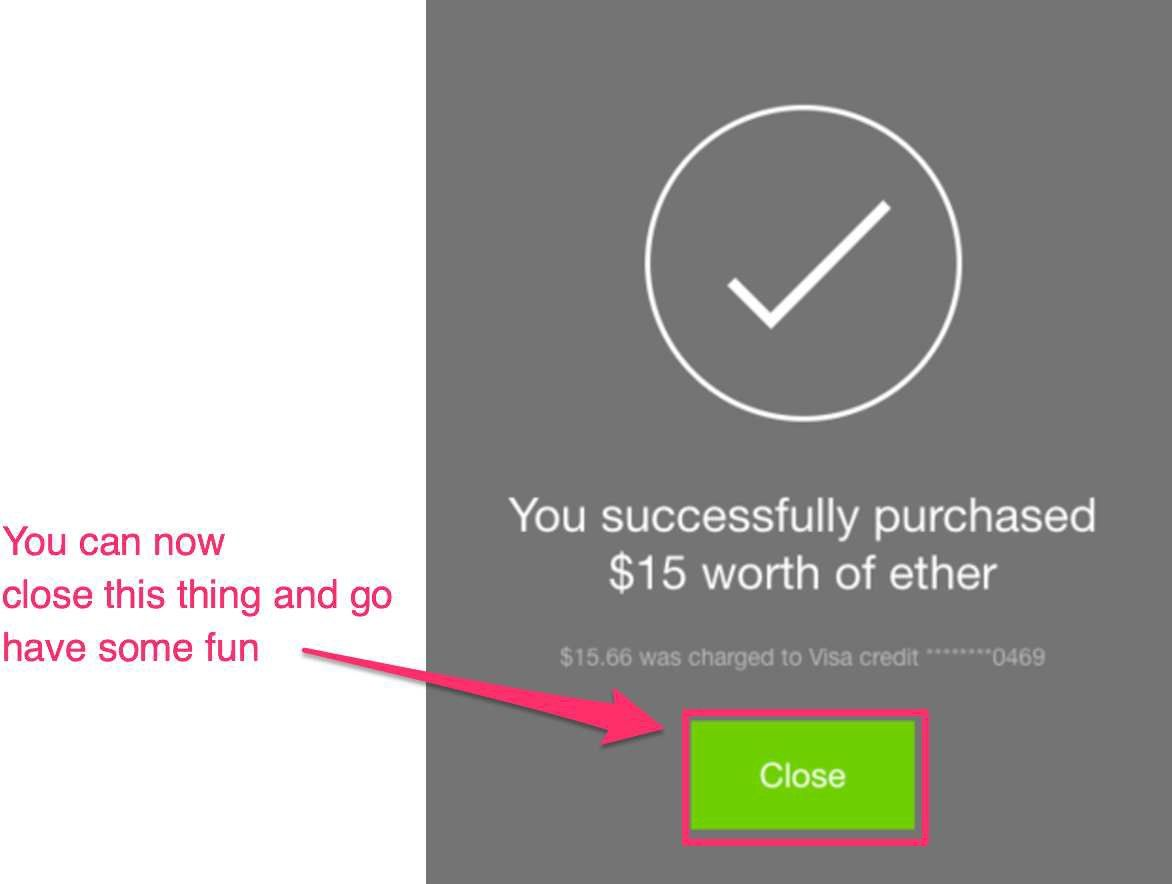 You successfully purchased
$15 worth of ether
You can now
close this thing and go
have some fun
$15.66 was charged to Visa credit ********0469
Close